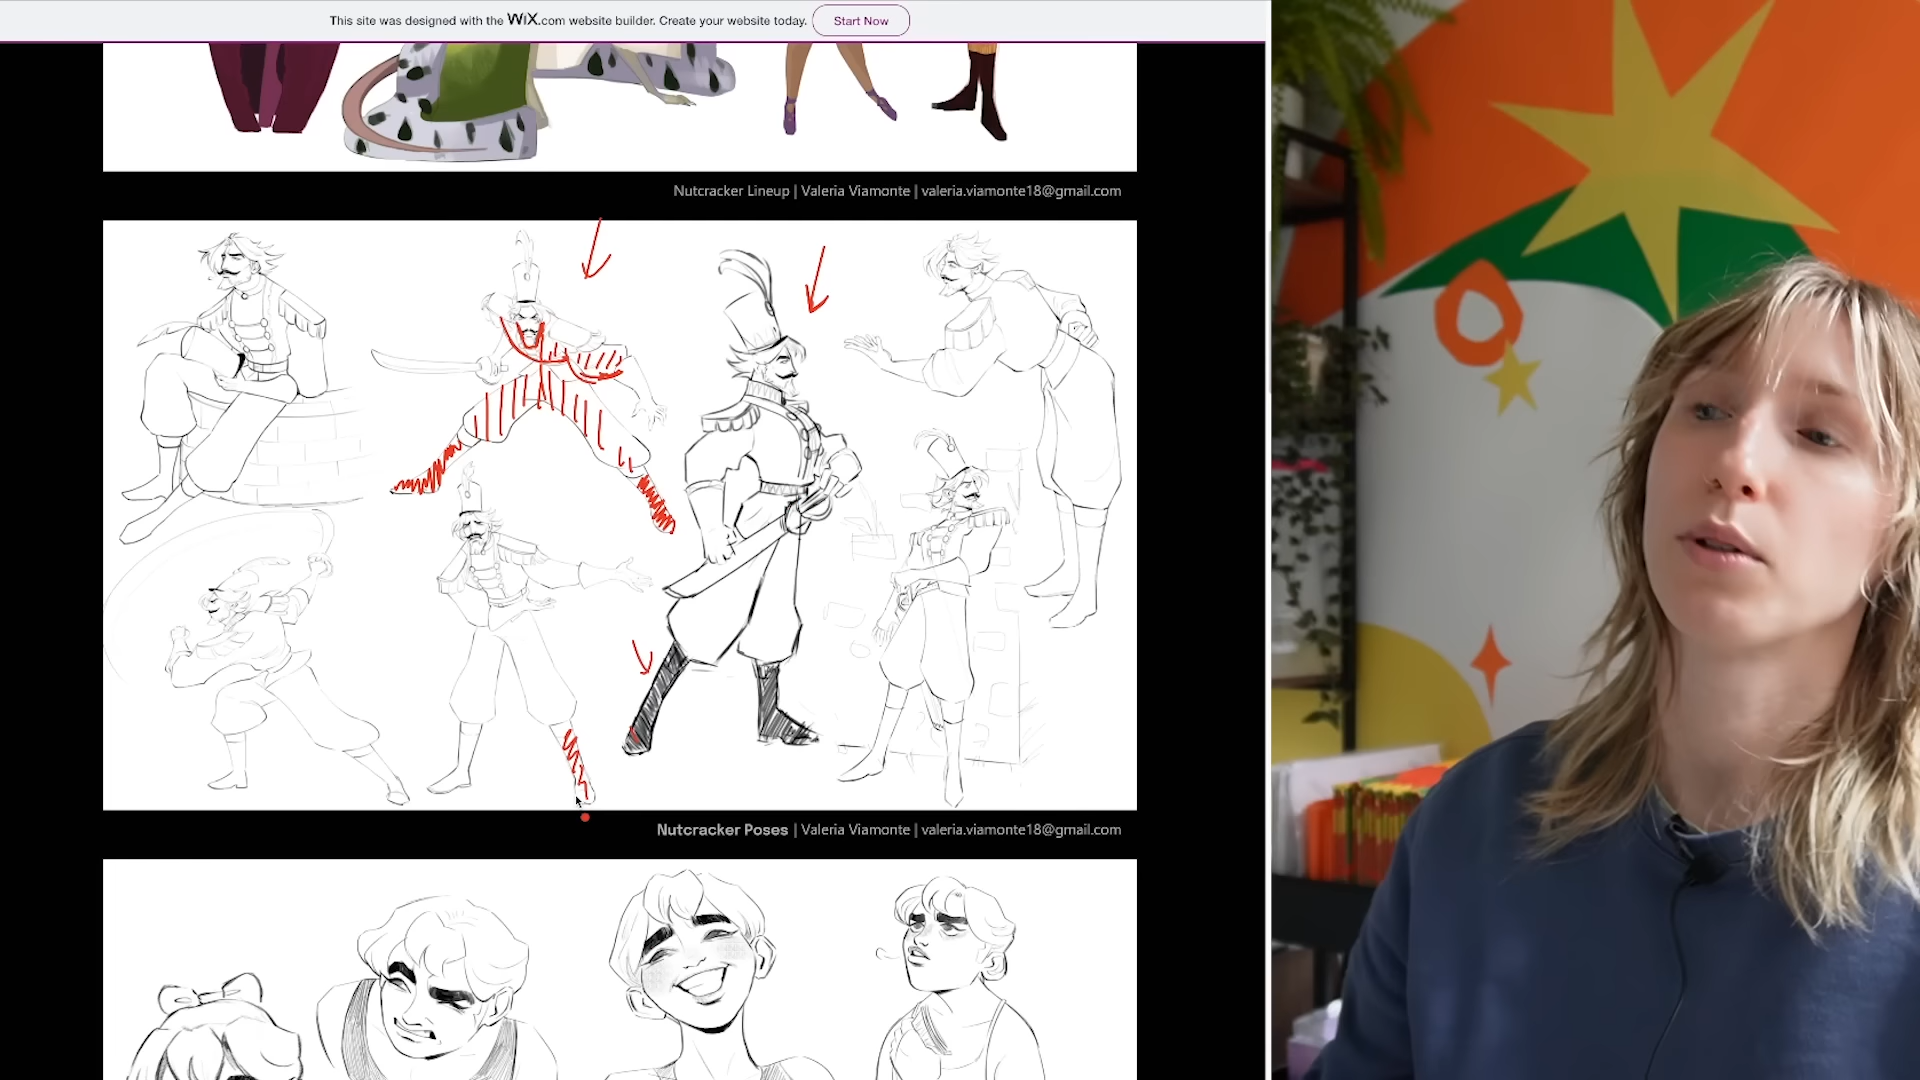 This site was designed with the WiX.com website builder. Create your website today. Start Now
Nutcracker Lineup | Valeria Viamonte | valeria.viamonte18@gmail.com
Nutcracker Poses | Valeria Viamonte | valeria.viamonte18@gmail.com